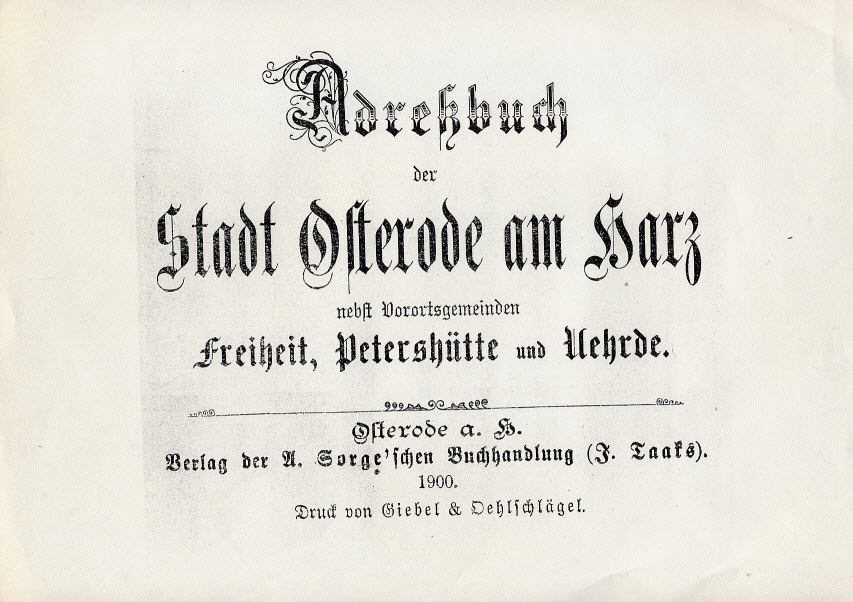 Adreßbuch
der
Stadt Osterode am Harz
nebst Vorortsgemeinden
Freiheit, Petershütte und Uehrde.
Osterode a. H.
Verlag der A. Sorge'schen Buchhandlung (J. Taaks).
1900.
Druck von Giebel & Oehlschlägel.